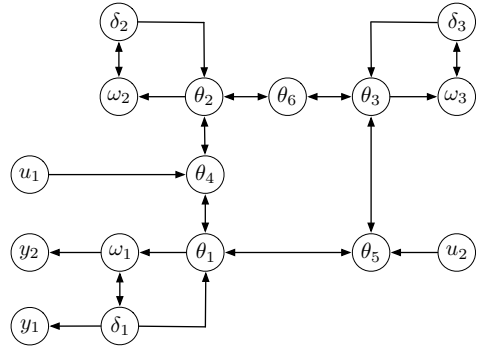 δ₂ δ₃
ω₂ θ₂ θ₆ θ₃ ω₃
u₁ θ₄
y₂ ω₁ θ₁ θ₅ u₂
y₁ δ₁